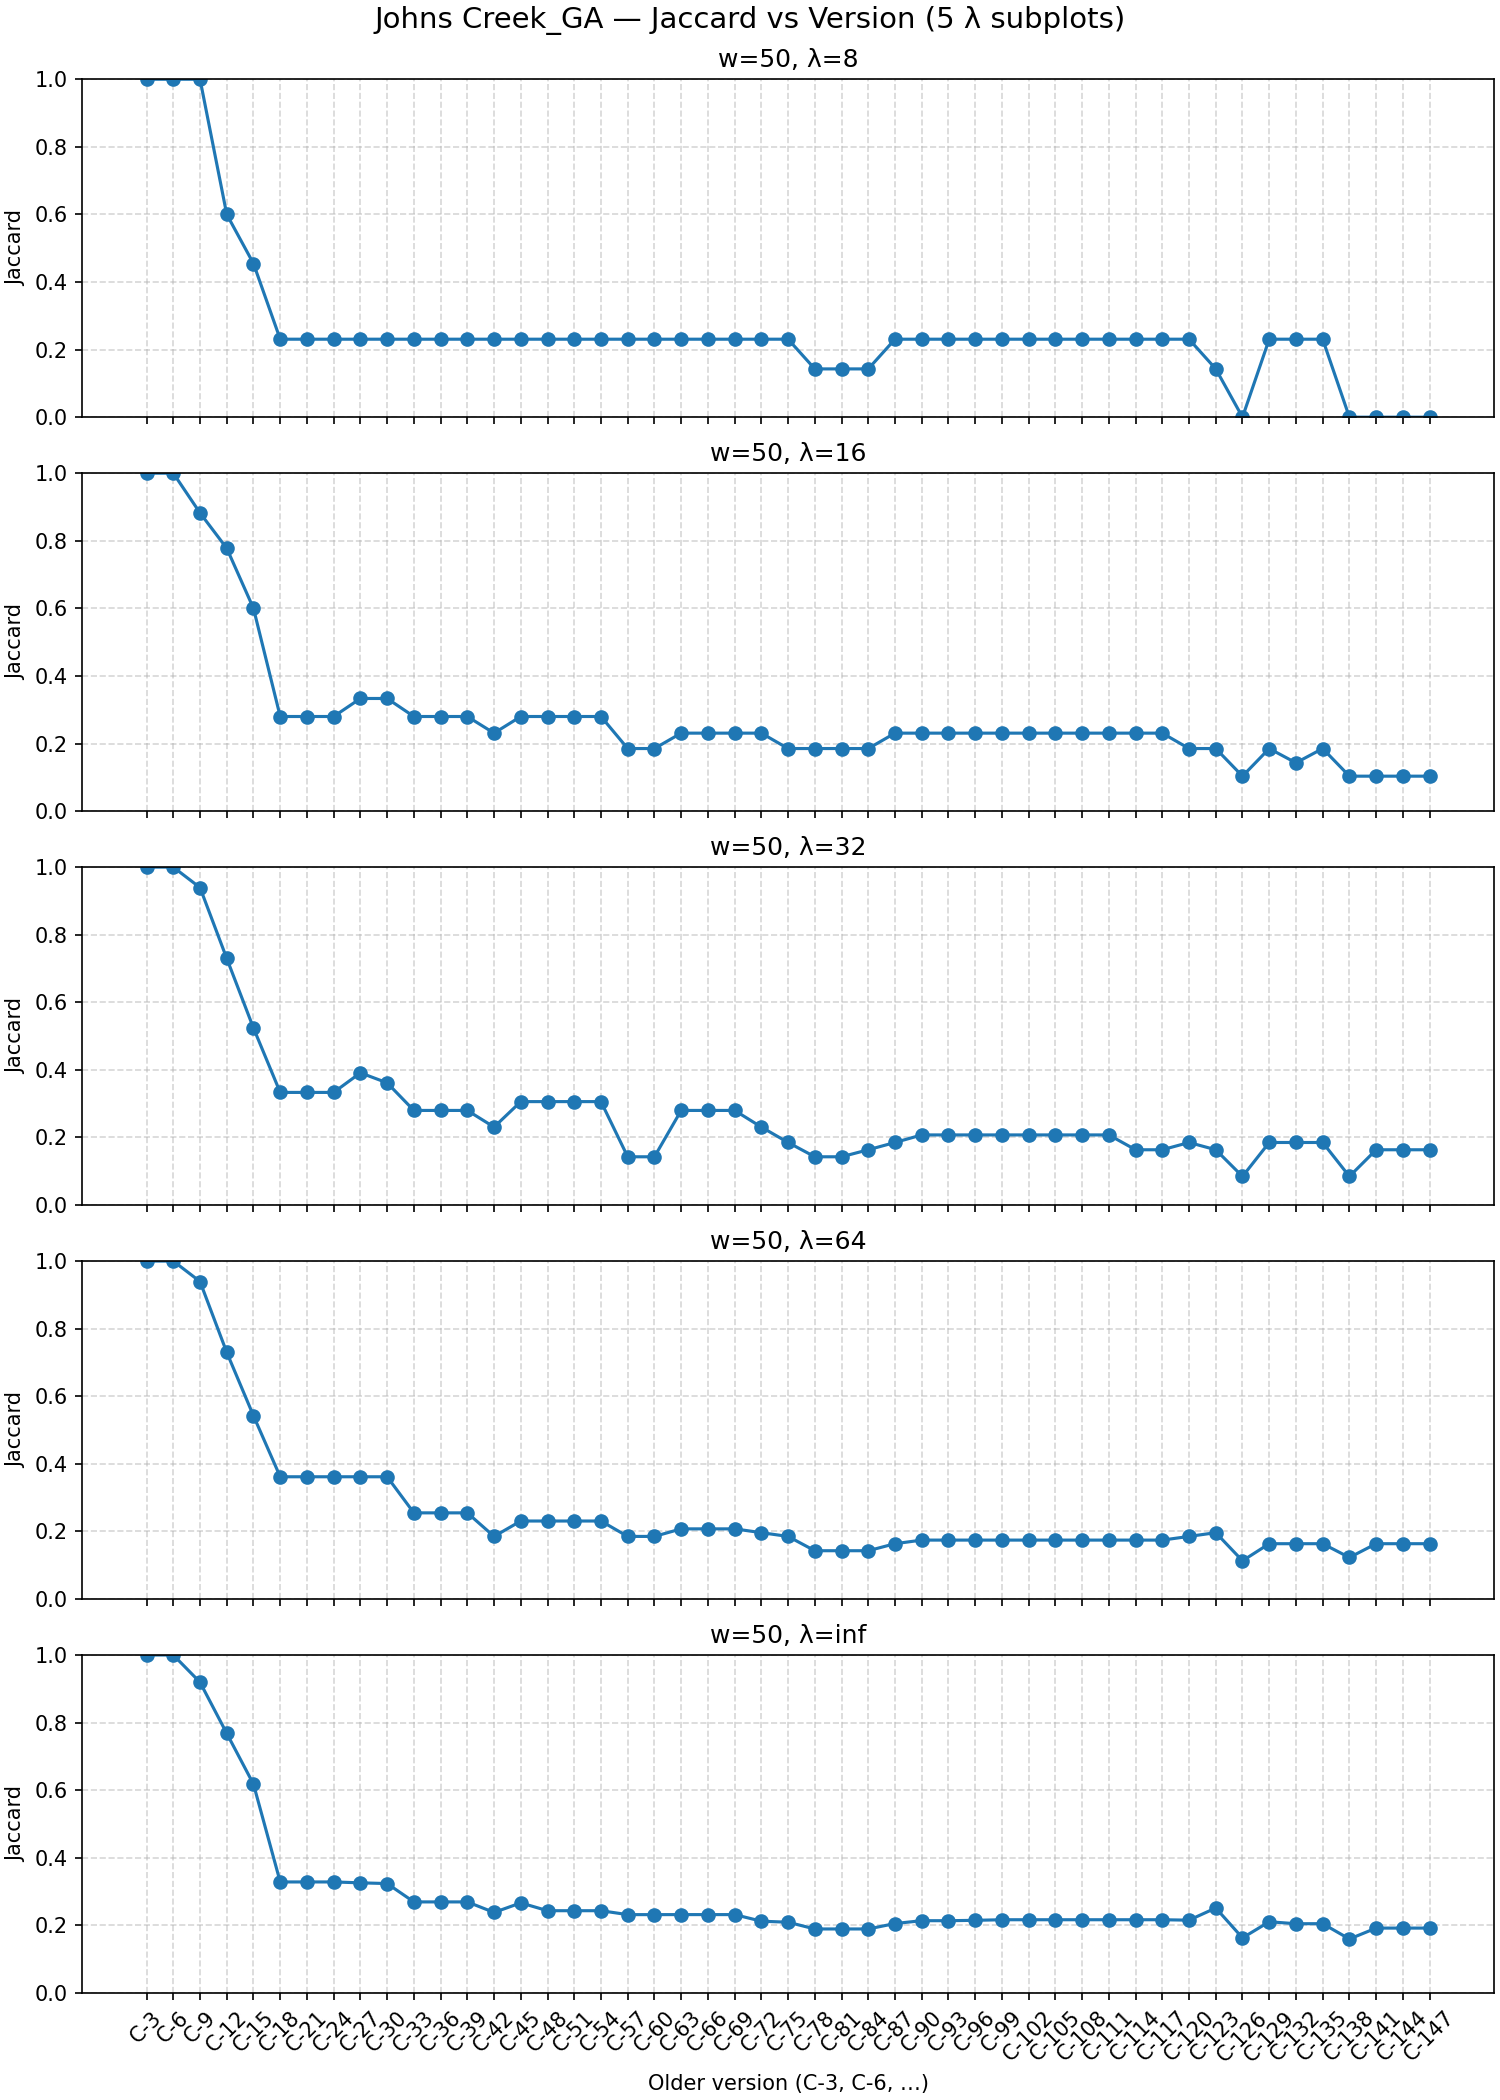 Johns Creek_GA — Jaccard vs Version (5 λ subplots)
w=50, λ=8
1.0
0.8
0.6
0.4
0.2
0.0
Jaccard
w=50, λ=16
1.0
0.8
0.6
0.4
0.2
0.0
Jaccard
w=50, λ=32
1.0
0.8
0.6
0.4
0.2
0.0
Jaccard
w=50, λ=64
1.0
0.8
0.6
0.4
0.2
0.0
Jaccard
w=50, λ=inf
1.0
0.8
0.6
0.4
0.2
0.0
Jaccard
C-3
C-6
C-9
C-12
C-15
C-18
C-21
C-24
C-27
C-30
C-33
C-36
C-39
C-42
C-45
C-48
C-51
C-54
C-57
C-60
C-63
C-66
C-69
C-72
C-75
C-78
C-81
C-84
C-87
C-90
C-93
C-96
C-99
C-102
C-105
C-108
C-111
C-114
C-117
C-120
C-123
C-126
C-129
C-132
C-135
C-138
C-141
C-144
C-147
Older version (C-3, C-6, ...)